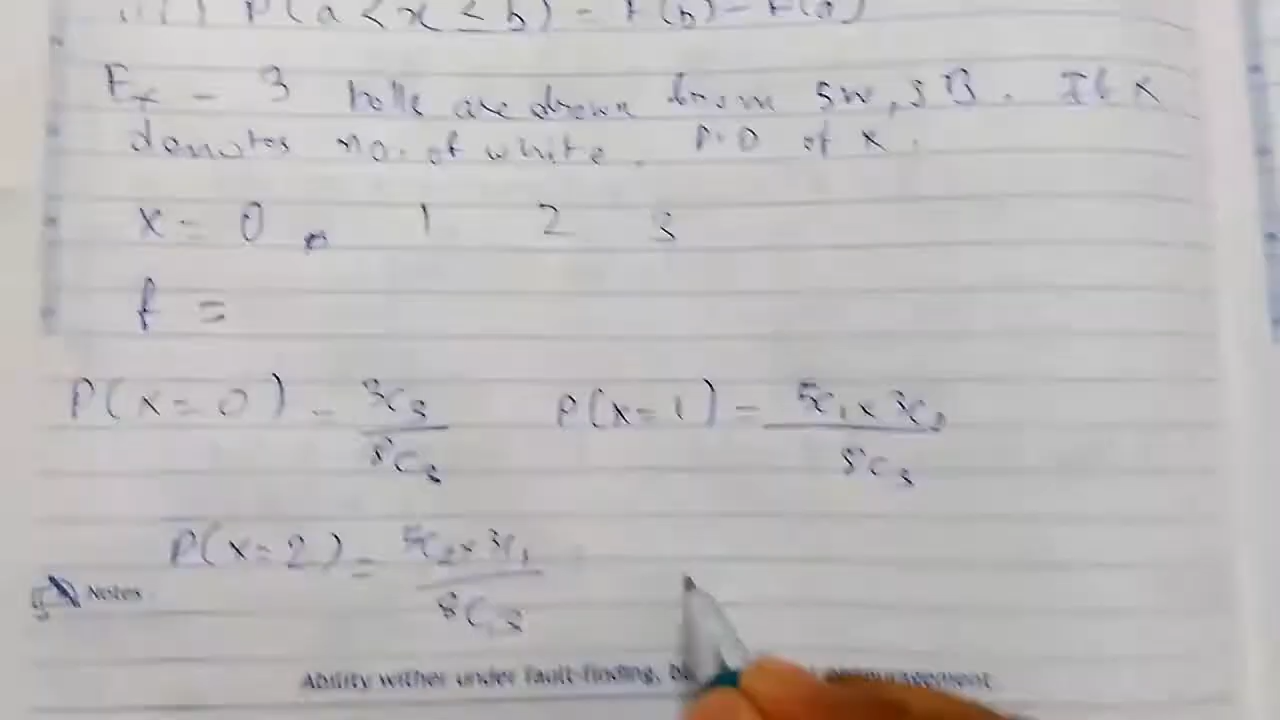 P(a < x ≤ b) = F(b) - F(a)
Ex - 3 balls are drawn from 5W, 3B. If x
denotes no. of white. P.D of x.
x = 0, 1 2 3
f =
P(x=0) = ³C₃ / ⁸C₃ P(x=1) = ⁵C₁ x ³C₂ / ⁸C₃
P(x=2) = ⁵C₂ x ³C₁ / ⁸C₃
Notes
Ability wither under fault-finding,